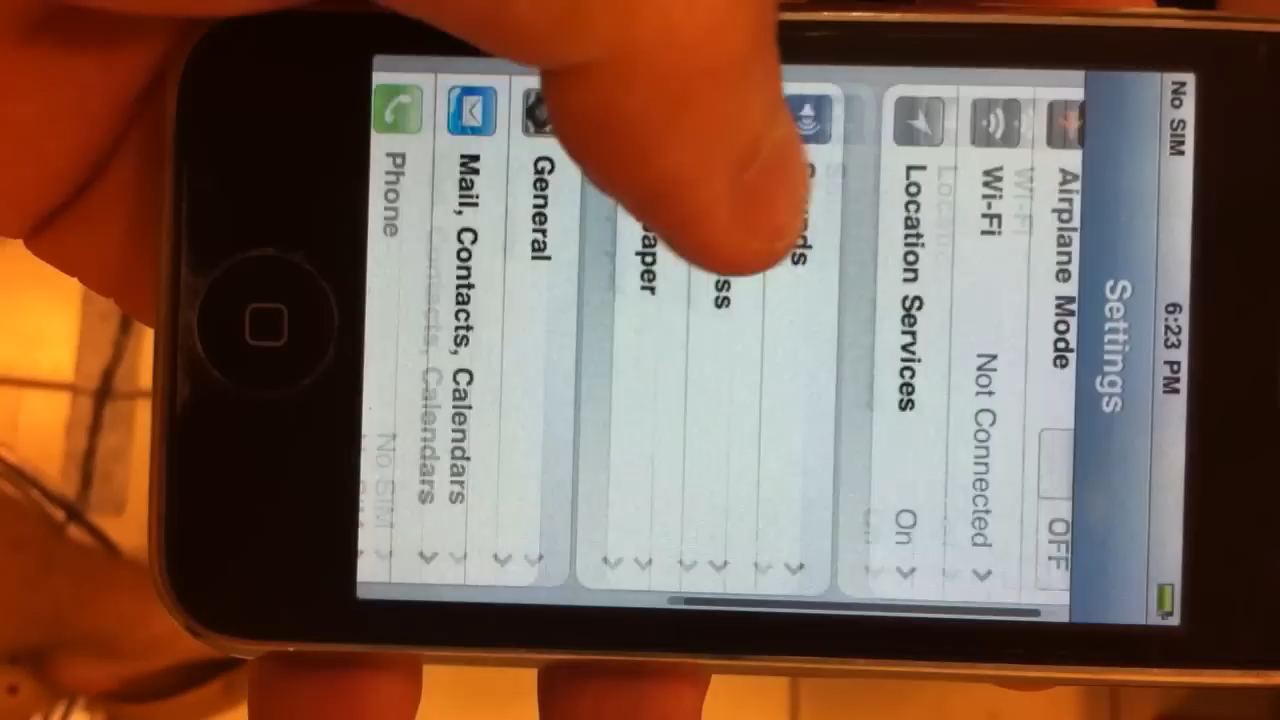 No SIM 6:23 PM
Settings
Airplane Mode OFF
Wi-Fi Not Connected
Location Services On
General
Mail, Contacts, Calendars
Phone No SIM